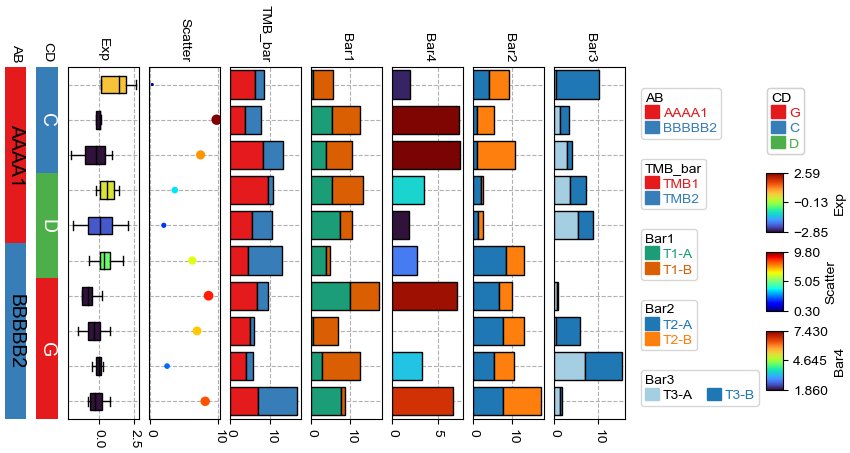 AB
CD
Exp
Scatter
TMB_bar
Bar1
Bar4
Bar2
Bar3
AAAA1
BBBBB2
C
D
G
0.0
2.5
0
10
0
10
0
10
0
5
0
10
0
10
AB
AAAA1
BBBBB2
CD
G
C
D
TMB_bar
TMB1
TMB2
Bar1
T1-A
T1-B
Bar2
T2-A
T2-B
Bar3
T3-A T3-B
2.59
-0.13
-2.85
Exp
9.80
5.05
0.30
Scatter
7.430
4.645
1.860
Bar4